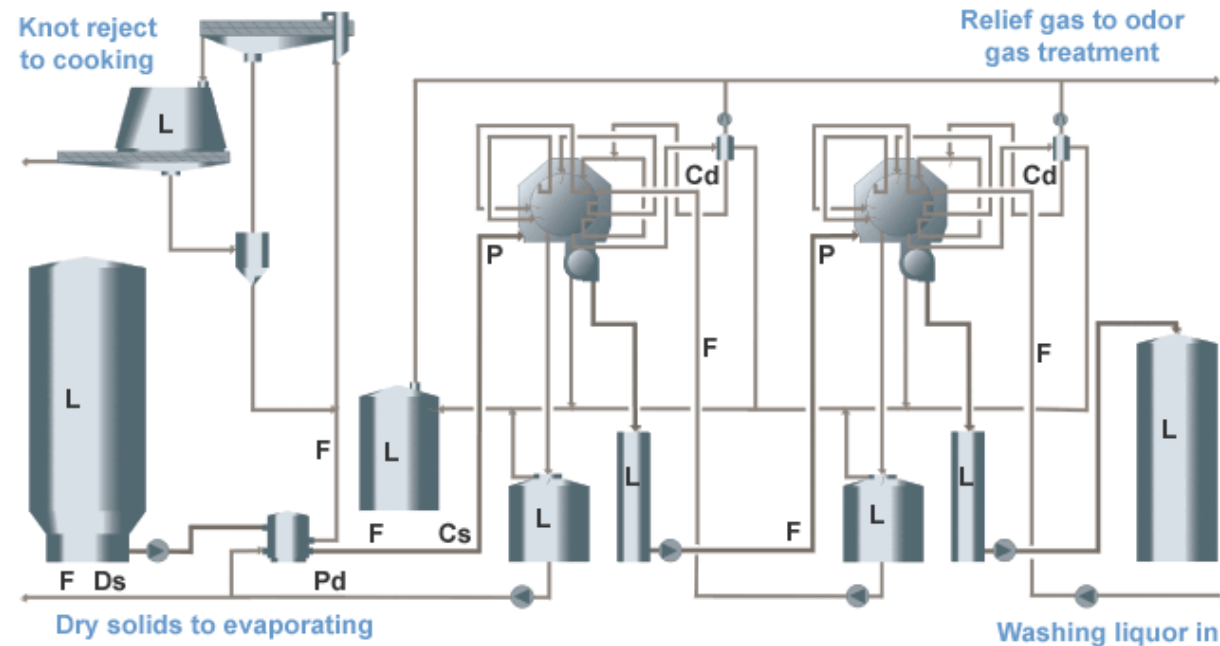 Knot reject
to cooking
Relief gas to odor
gas treatment
L
Cd
Cd
P
P
L
F
F
L
F
L
L
L
F
Cs
L
F
L
L
F Ds
Pd
Dry solids to evaporating
Washing liquor in